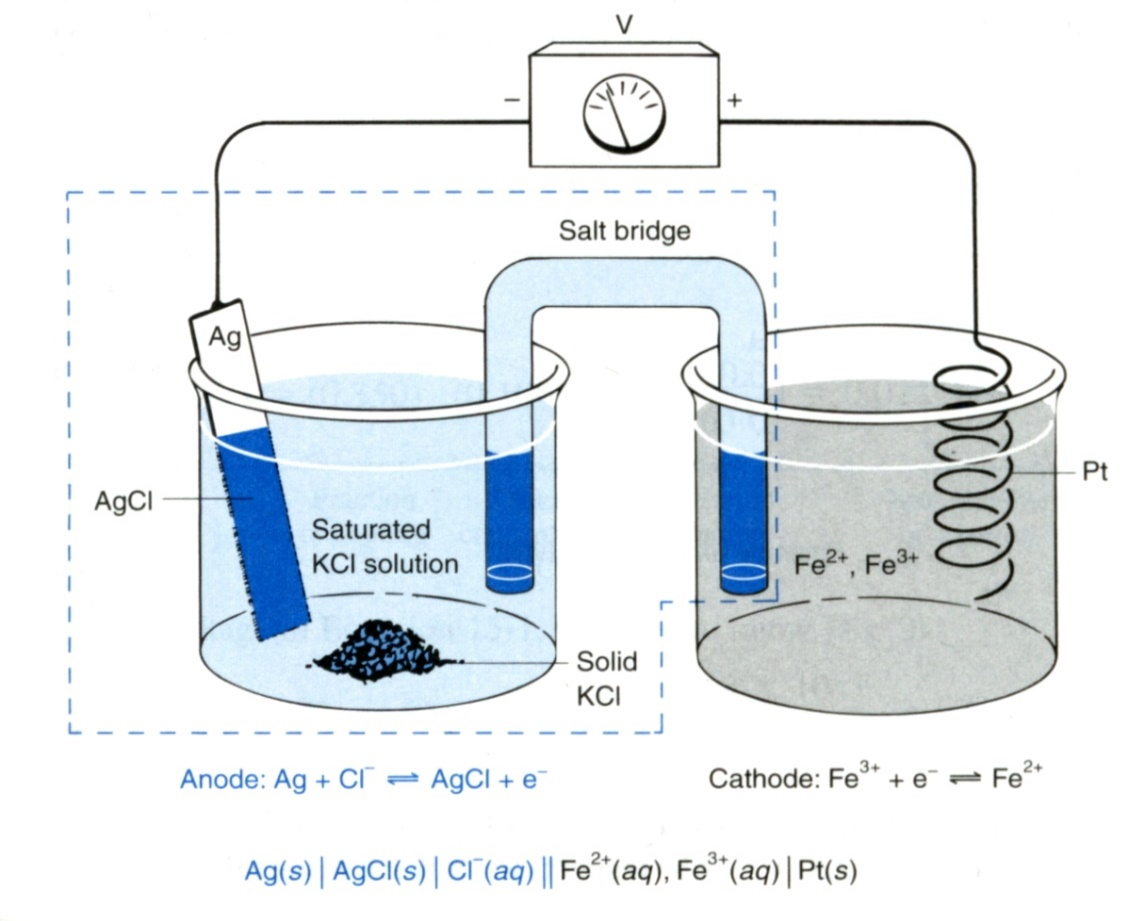 V
− +
Salt bridge
Ag
AgCl
Saturated
KCl solution
Fe²⁺, Fe³⁺
Pt
Solid
KCl
Anode: Ag + Cl⁻ ⇌ AgCl + e⁻
Cathode: Fe³⁺ + e⁻ ⇌ Fe²⁺
Ag(s) | AgCl(s) | Cl⁻(aq) || Fe²⁺(aq), Fe³⁺(aq) | Pt(s)